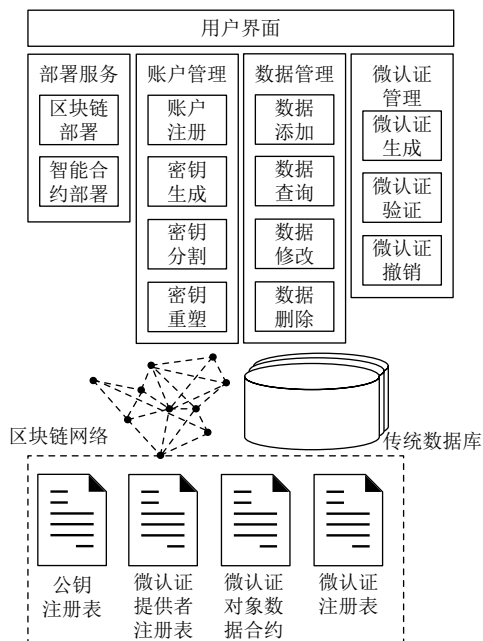 用户界面
部署服务
区块链
部署
智能合
约部署
账户管理
账户
注册
密钥
生成
密钥
分割
密钥
重塑
数据管理
数据
添加
数据
查询
数据
修改
数据
删除
微认证
管理
微认证
生成
微认证
验证
微认证
撤销
区块链网络
传统数据库
公钥
注册表
微认证
提供者
注册表
微认证
对象数
据合约
微认证
注册表